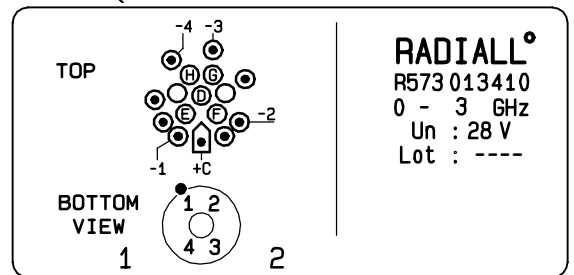 -4 -3
TOP
H G
D
E F
-2
-1 +C
BOTTOM
VIEW
1 2
4 3
1 2
RADIALL°
R573 013410
0 - 3 GHz
Un : 28 V
Lot : ----